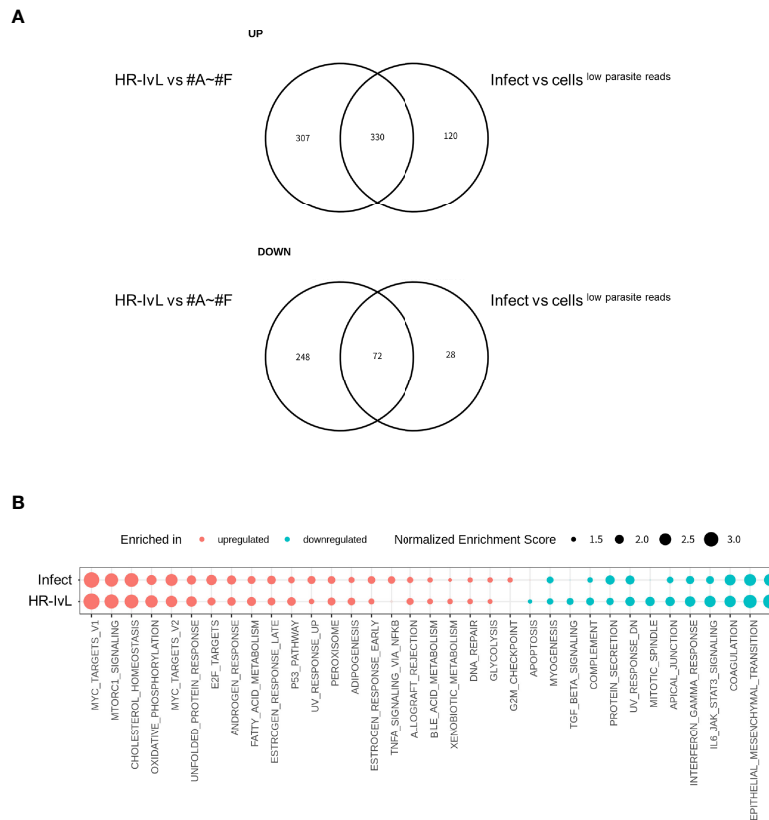 A
UP
HR-IvL vs #A~#F
Infect vs cells low parasite reads
307
330
120
DOWN
HR-IvL vs #A~#F
Infect vs cells low parasite reads
248
72
28
B
Enriched in upregulated downregulated Normalized Enrichment Score 1.5 2.0 2.5 3.0
Infect
HR-IvL
MYC_TARGETS_V1
MTORC1_SIGNALING
CHOLESTEROL_HOMEOSTASIS
OXIDATIVE_PHOSPHORYLATION
MYC_TARGETS_V2
UNFOLDED_PROTEIN_RESPONSE
E2F_TARGETS
ANDROGEN_RESPONSE
FATTY_ACID_METABOLISM
ESTROGEN_RESPONSE_LATE
P53_PATHWAY
UV_RESPONSE_UP
PEROXISOME
ADIPOGENESIS
ESTROGEN_RESPONSE_EARLY
TNFA_SIGNALING_VIA_NFKB
ALLOGRAFT_REJECTION
BILE_ACID_METABOLISM
XENOBIOTIC_METABOLISM
DNA_REPAIR
GLYCOLYSIS
G2M_CHECKPOINT
APOPTOSIS
MYOGENESIS
TGF_BETA_SIGNALING
COMPLEMENT
PROTEIN_SECRETION
UV_RESPONSE_DN
MITOTIC_SPINDLE
APICAL_JUNCTION
INTERFERON_GAMMA_RESPONSE
IL6_JAK_STAT3_SIGNALING
COAGULATION
EPITHELIAL_MESENCHYMAL_TRANSITION